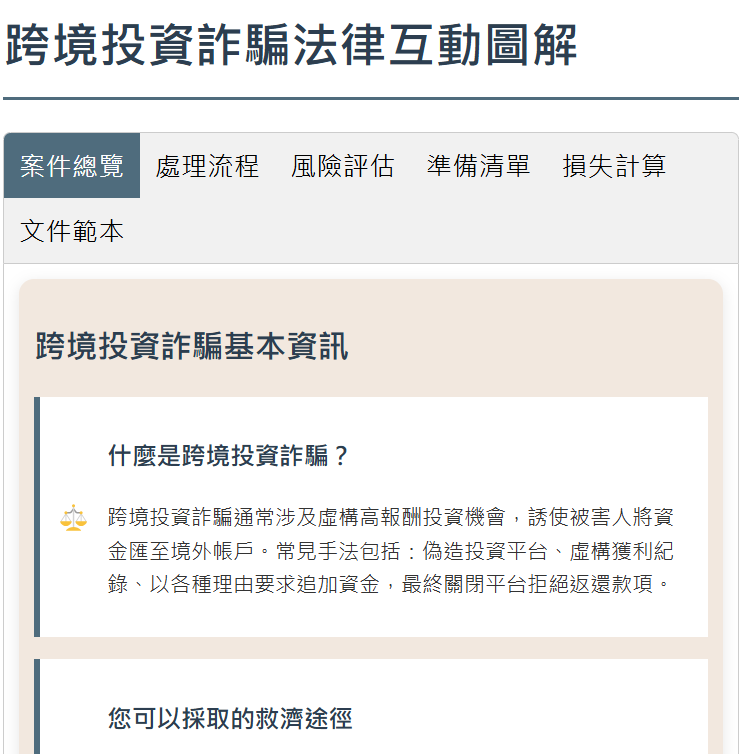 跨境投資詐騙法律互動圖解
案件總覽 處理流程 風險評估 準備清單 損失計算
文件範本
跨境投資詐騙基本資訊
什麼是跨境投資詐騙？
跨境投資詐騙通常涉及虛構高報酬投資機會，誘使被害人將資
金匯至境外帳戶。常見手法包括：偽造投資平台、虛構獲利紀
錄、以各種理由要求追加資金，最終關閉平台拒絕返還款項。
您可以採取的救濟途徑